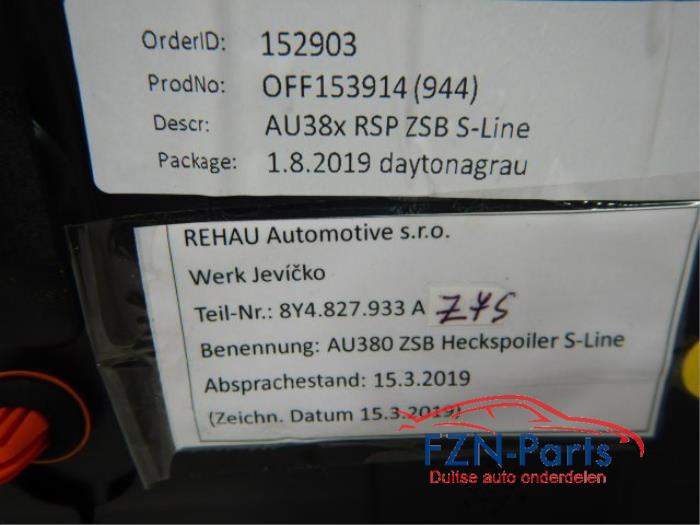 OrderID: 152903
ProdNo: OFF153914 (944)
Descr: AU38x RSP ZSB S-Line
Package: 1.8.2019 daytonagrau
REHAU Automotive s.r.o.
Werk Jevíčko
Teil-Nr.: 8Y4.827.933 A Z7S
Benennung: AU380 ZSB Heckspoiler S-Line
Absprachestand: 15.3.2019
(Zeichn. Datum 15.3.2019)
FZN-Parts
Duitse auto onderdelen